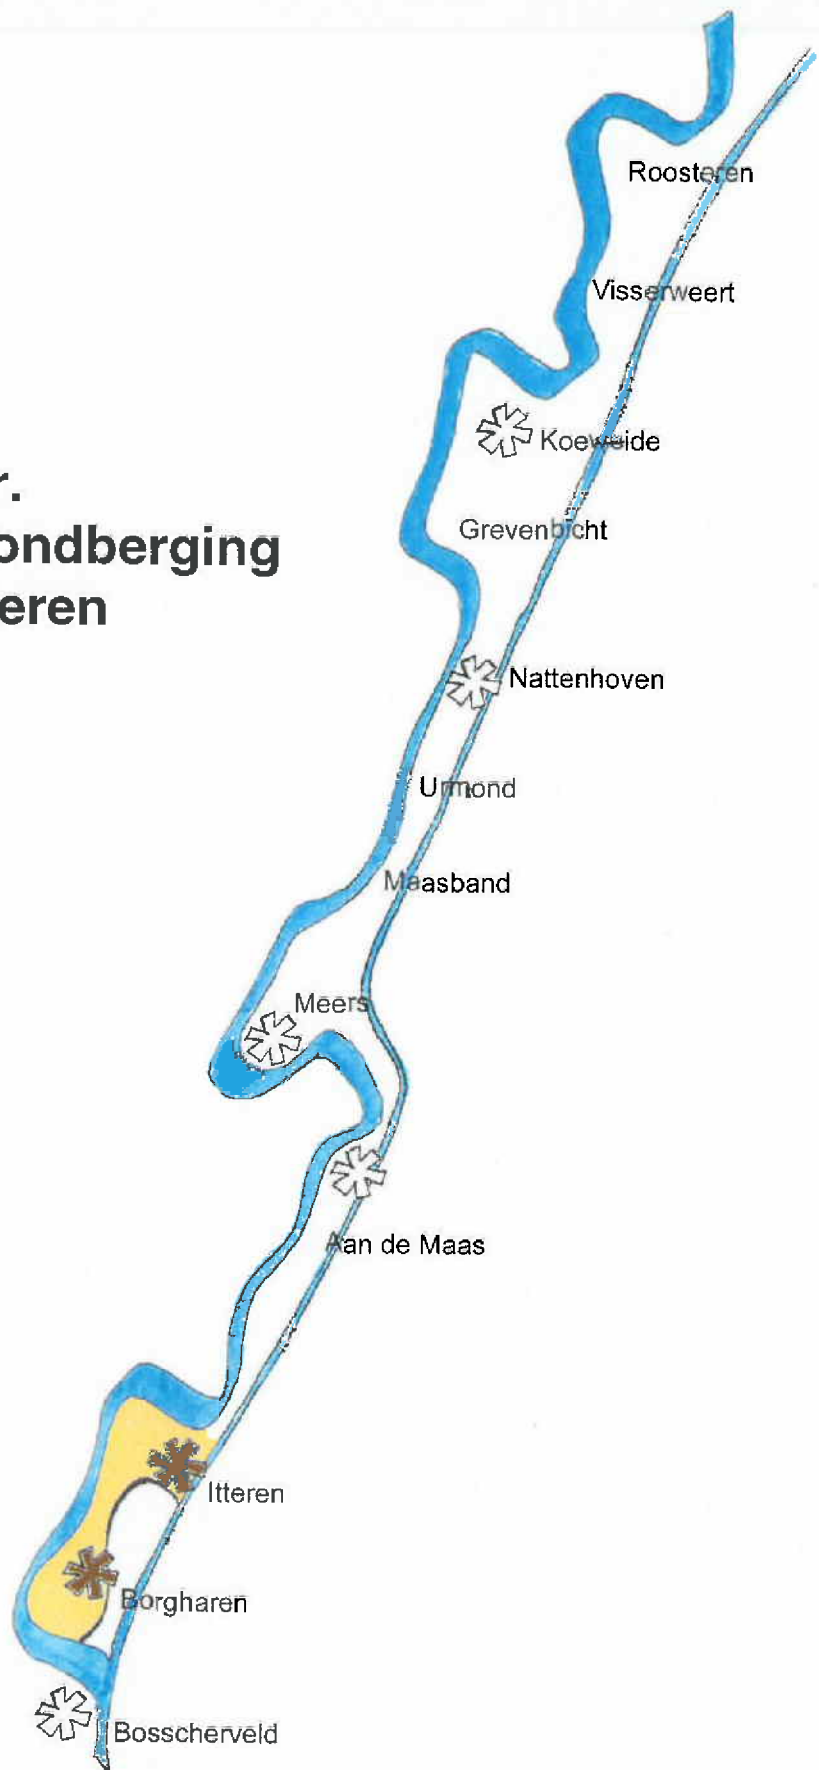 r.
ondberging
eren
Roosteren
Visserweert
Koeweide
Grevenbicht
Nattenhoven
Urmond
Maasband
Meers
Aan de Maas
Itteren
Borgharen
Bosscherveld